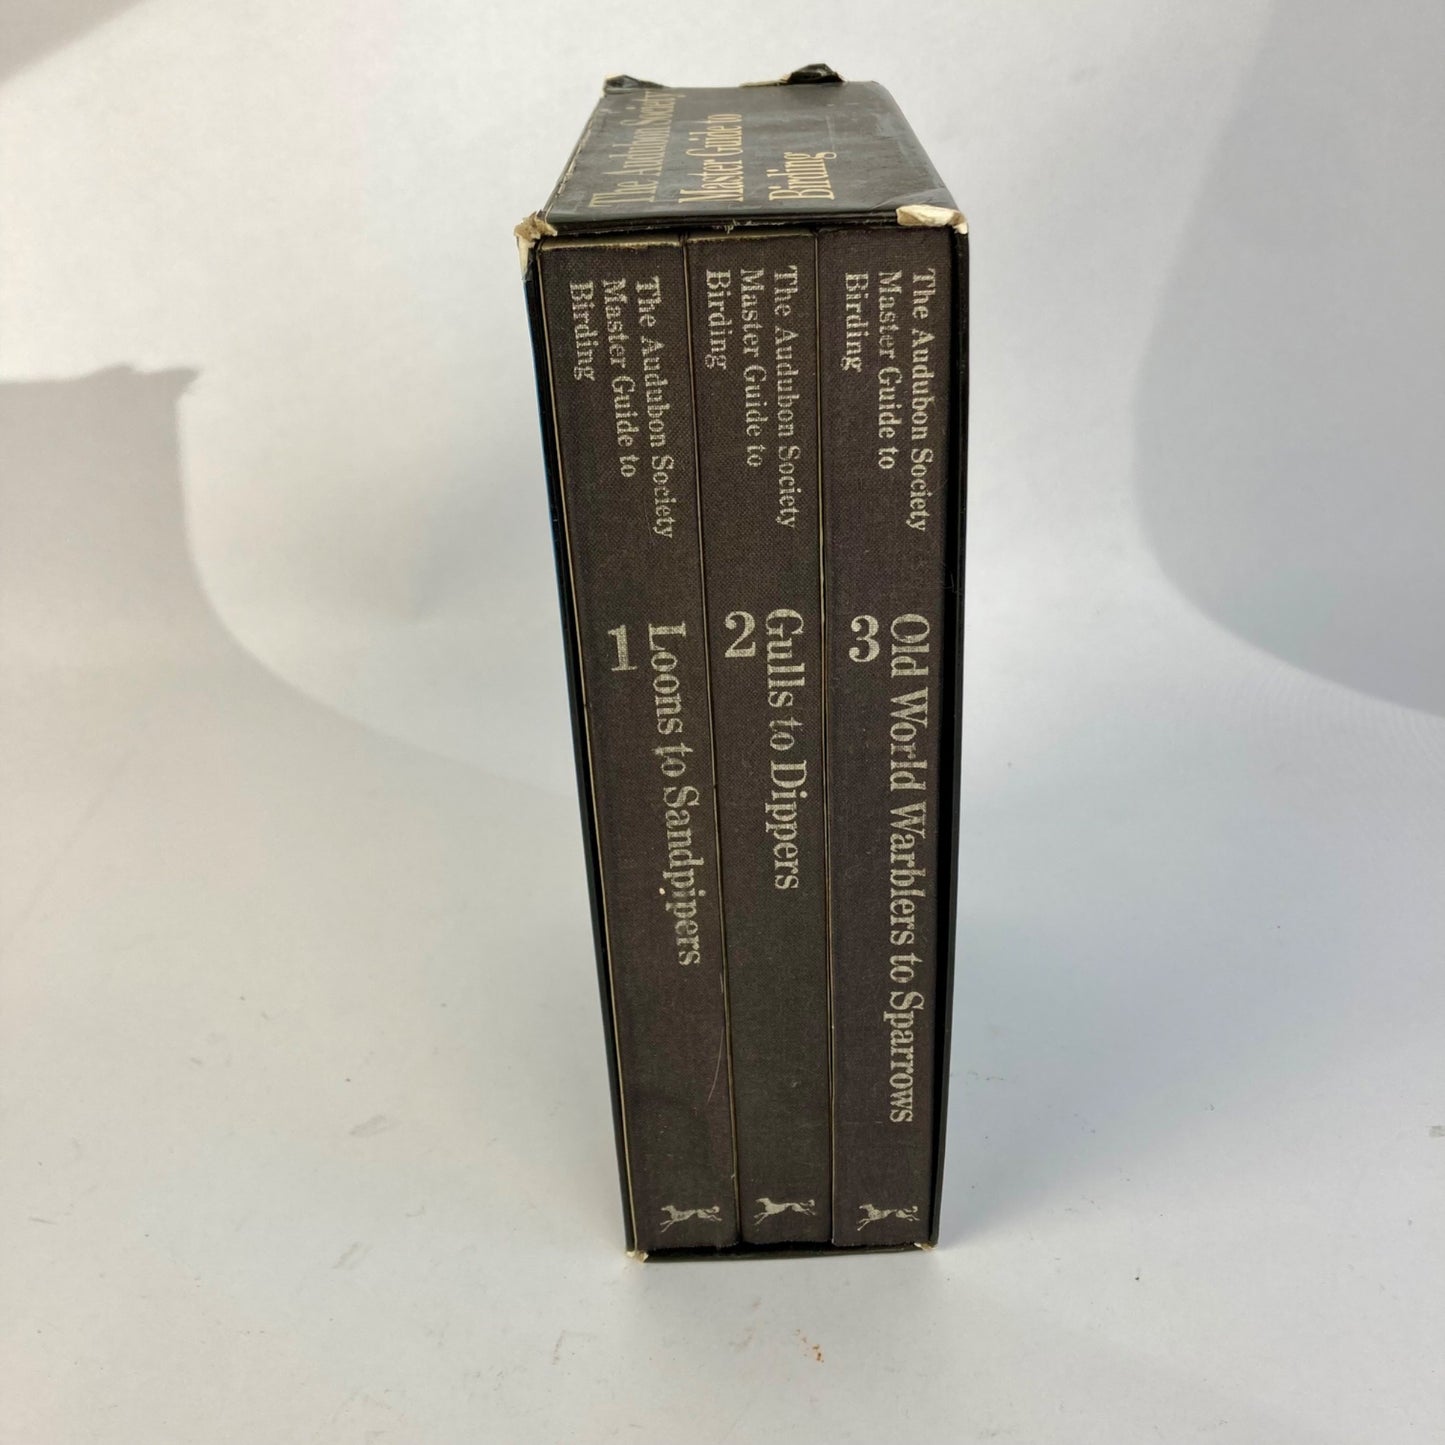 The Audubon Society
Master Guide to
Birding
The Audubon Society
Master Guide to
Birding
1
Loons to Sandpipers
The Audubon Society
Master Guide to
Birding
2
Gulls to Dippers
The Audubon Society
Master Guide to
Birding
3
Old World Warblers to Sparrows